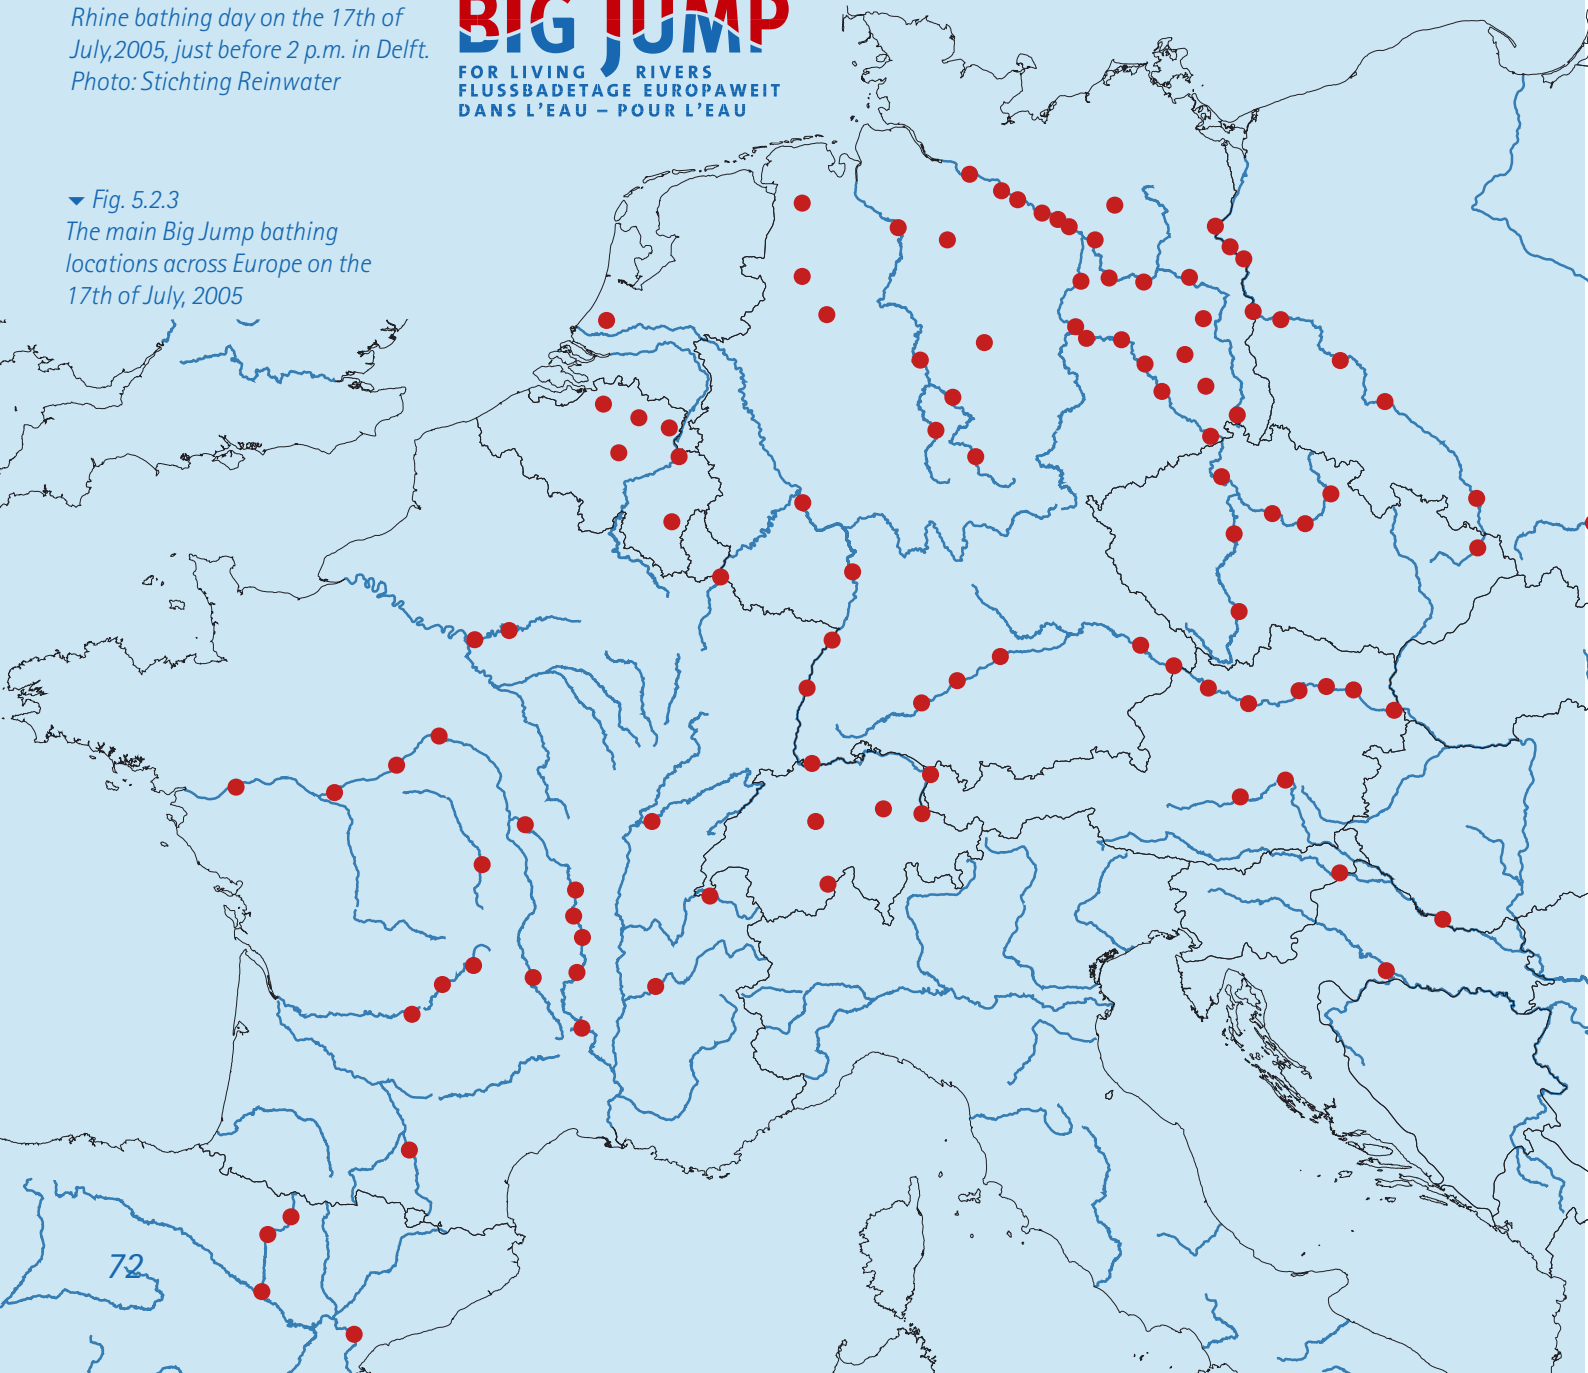 Rhine bathing day on the 17th of
July,2005, just before 2 p.m. in Delft.
Photo: Stichting Reinwater
BIG JUMP
FOR LIVING RIVERS
FLUSSBADETAGE EUROPAWEIT
DANS L'EAU – POUR L'EAU
Fig. 5.2.3
The main Big Jump bathing
locations across Europe on the
17th of July, 2005
72